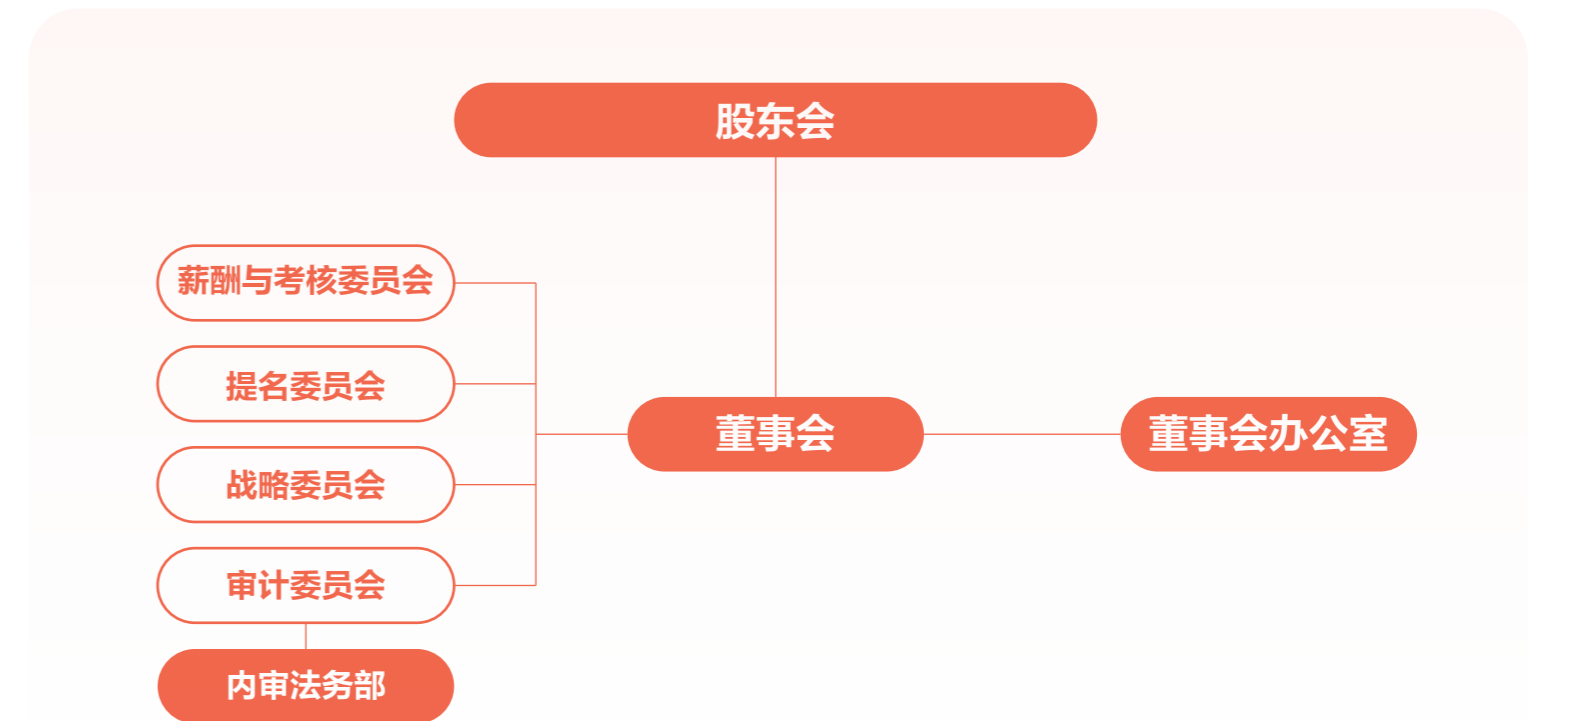 股东会
薪酬与考核委员会
提名委员会
董事会
董事会办公室
战略委员会
审计委员会
内审法务部